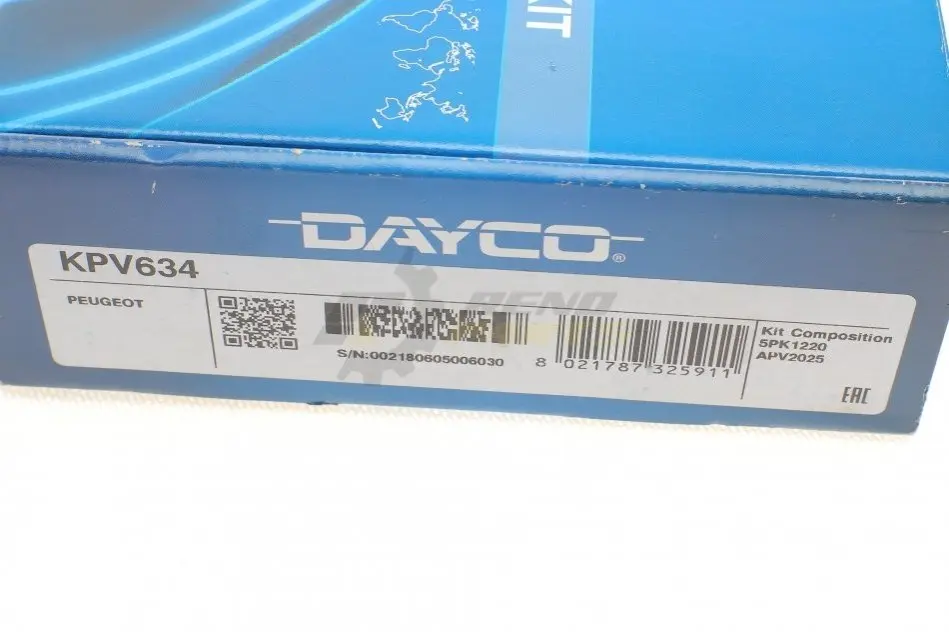 KIT
DAYCO®
KPV634
PEUGEOT
S/N:002180605006030
8 021787 325911
Kit Composition
5PK1220
APV2025
EAC